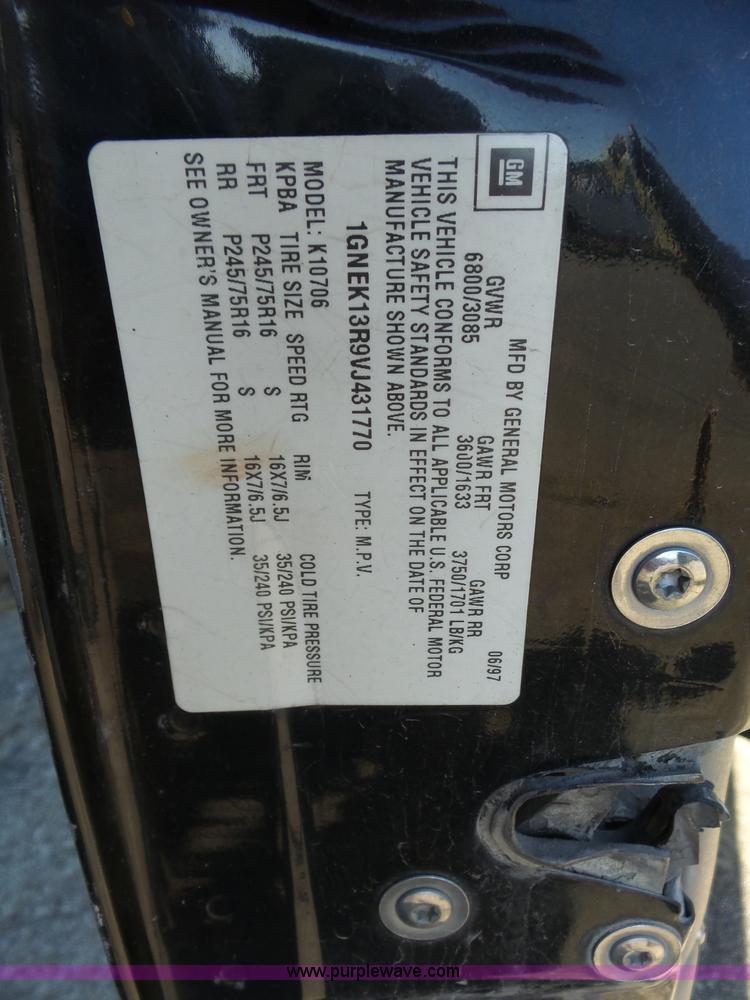 GM
MFD BY GENERAL MOTORS CORP 06/97
GVWR GAWR FRT GAWR RR
6800/3085 3600/1633 3750/1701 LB/KG
THIS VEHICLE CONFORMS TO ALL APPLICABLE U.S. FEDERAL MOTOR
VEHICLE SAFETY STANDARDS IN EFFECT ON THE DATE OF
MANUFACTURE SHOWN ABOVE.
1GNEK13R9VJ431770 TYPE: M.P.V.
MODEL: K10706
KPBA TIRE SIZE SPEED RTG RIM COLD TIRE PRESSURE
FRT P245/75R16 S 16X7/6.5J 35/240 PSI/KPA
RR P245/75R16 S 16X7/6.5J 35/240 PSI/KPA
SEE OWNER'S MANUAL FOR MORE INFORMATION.
www.purplewave.com